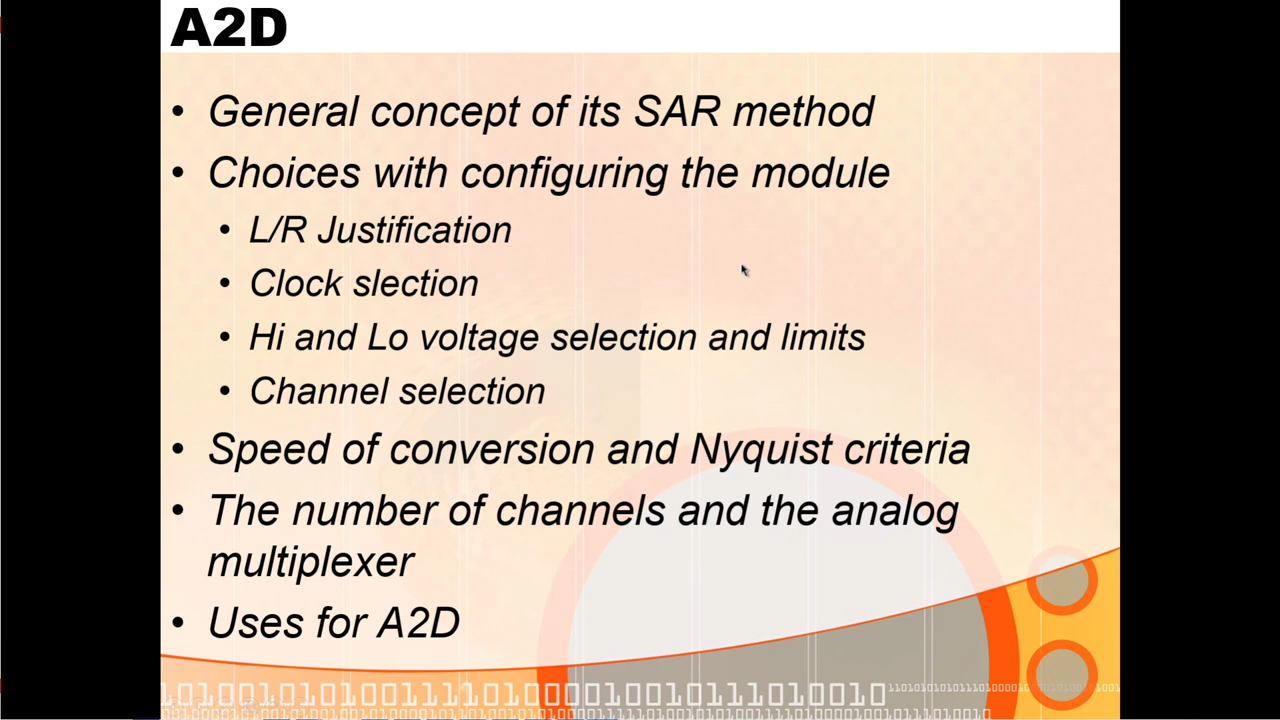 A2D
• General concept of its SAR method
• Choices with configuring the module
• L/R Justification
• Clock slection
• Hi and Lo voltage selection and limits
• Channel selection
• Speed of conversion and Nyquist criteria
• The number of channels and the analog
multiplexer
• Uses for A2D
101001010100111101000010010111010010